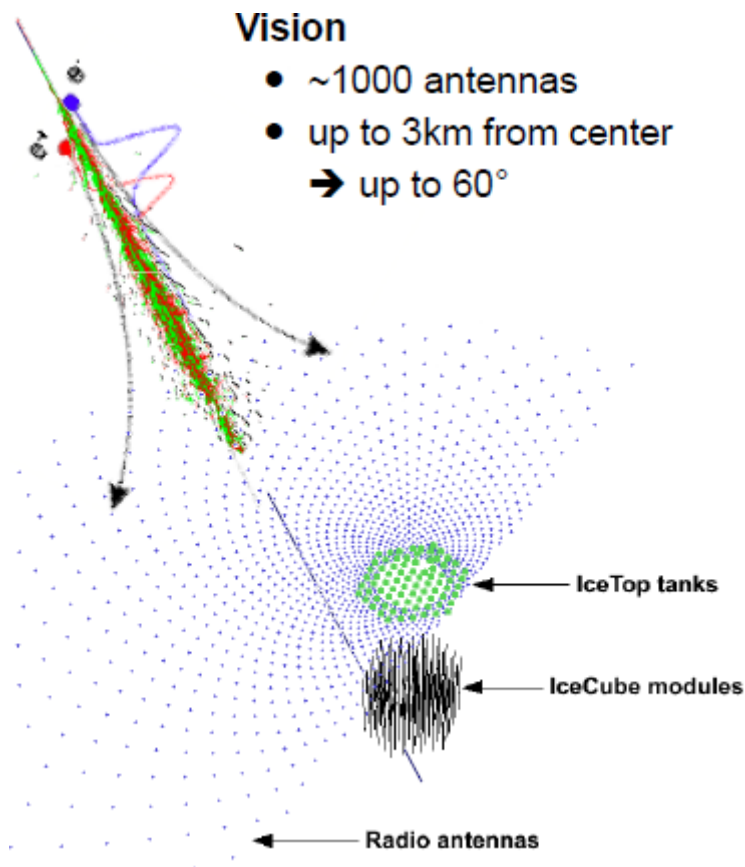 Vision
● ~1000 antennas
● up to 3km from center
➔ up to 60°
e-
e+
IceTop tanks
IceCube modules
Radio antennas